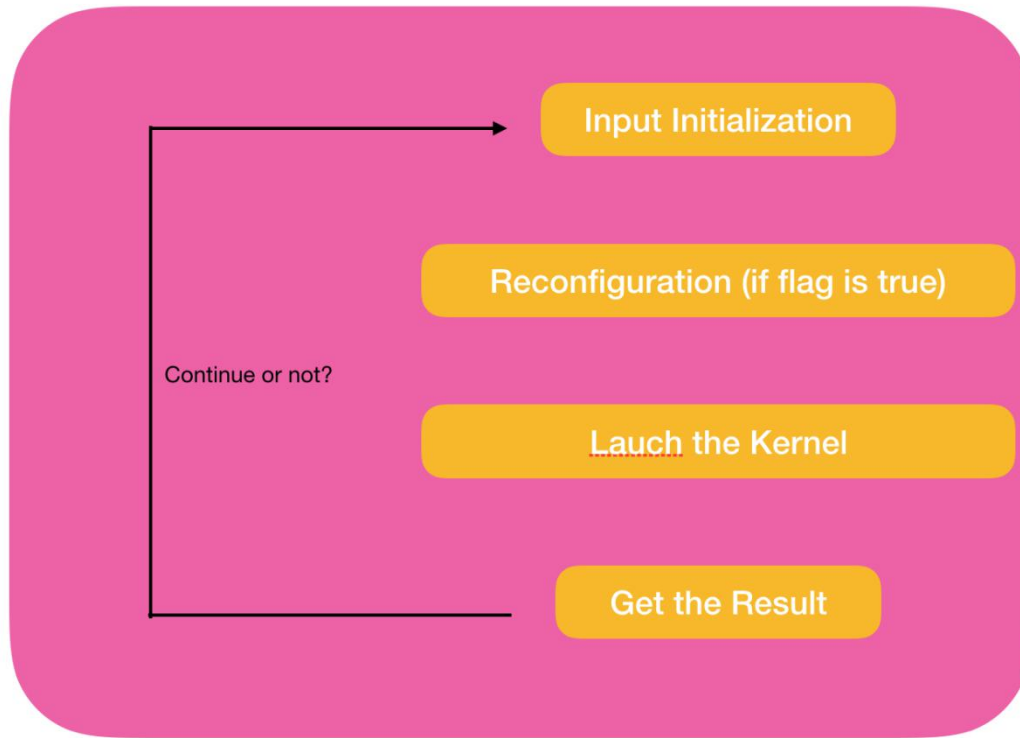 Input Initialization
Reconfiguration (if flag is true)
Continue or not?
Lauch the Kernel
Get the Result